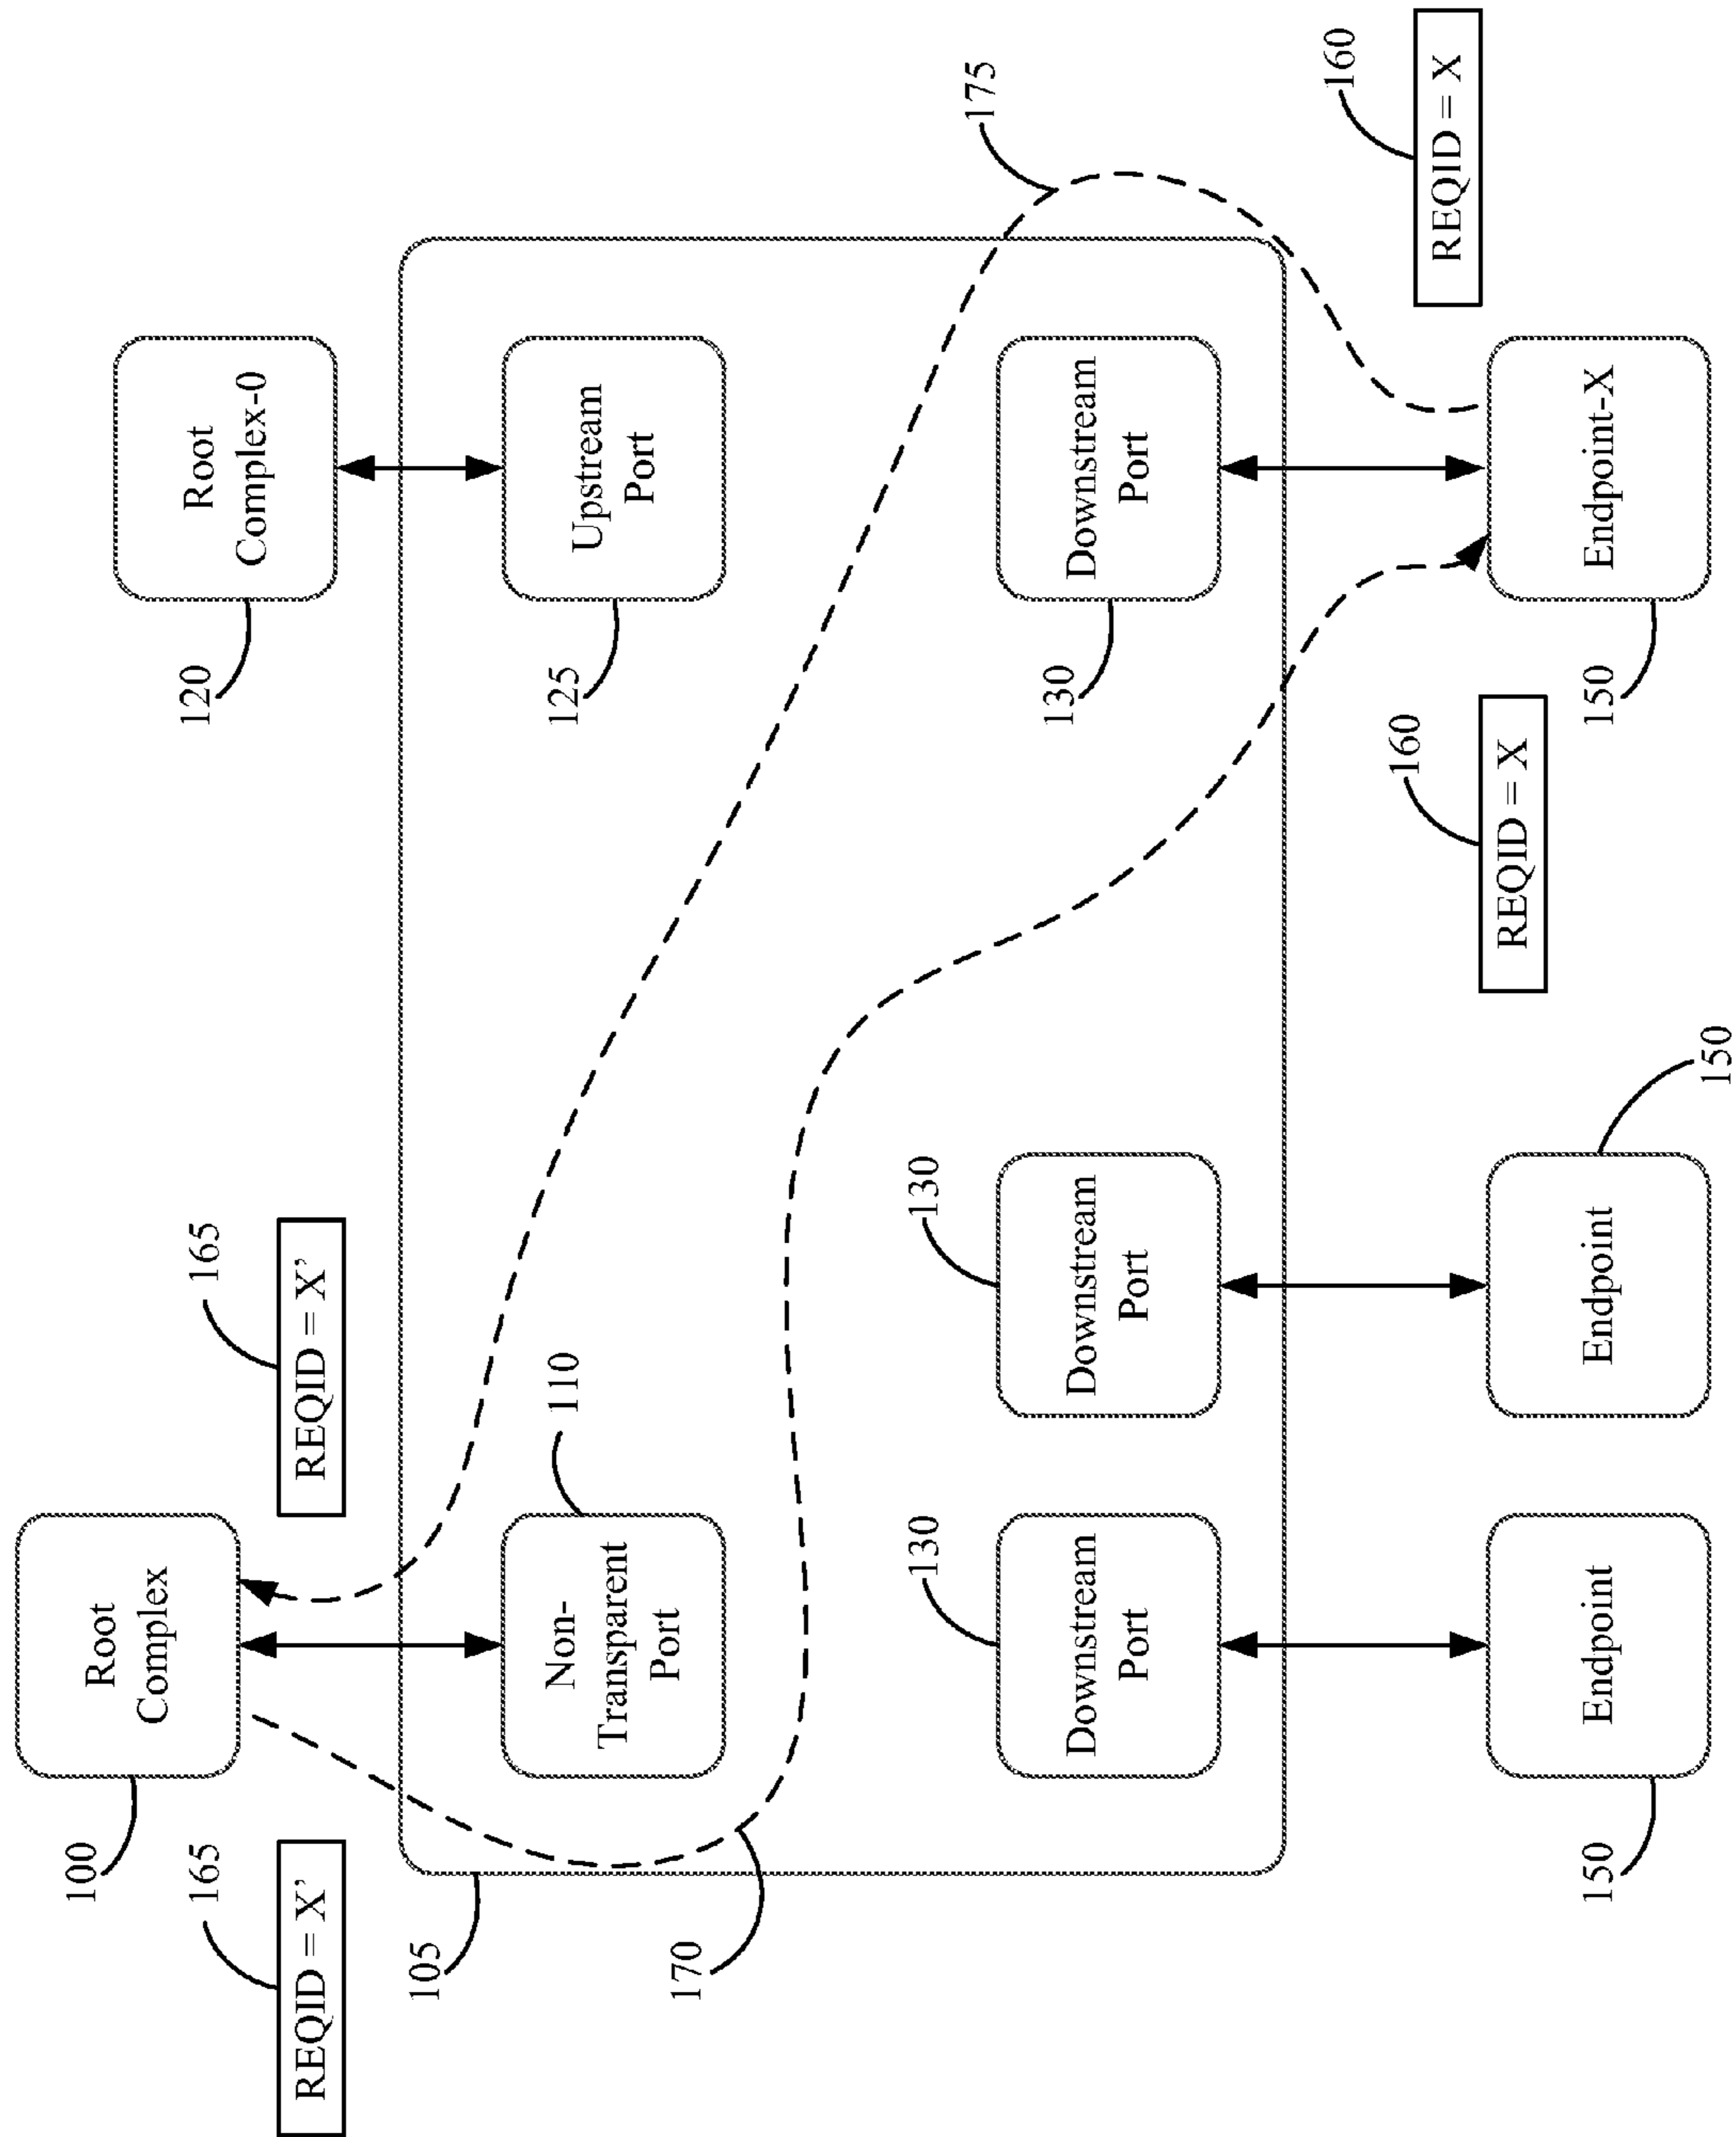 100
Root
Complex
165
REQID = X'
165
REQID = X'
120
Root
Complex-0
105
110
Non-
Transparent
Port
125
Upstream
Port
170
175
130
Downstream
Port
130
Downstream
Port
130
Downstream
Port
160
REQID = X
160
REQID = X
150
Endpoint
Endpoint
150
150
Endpoint-X